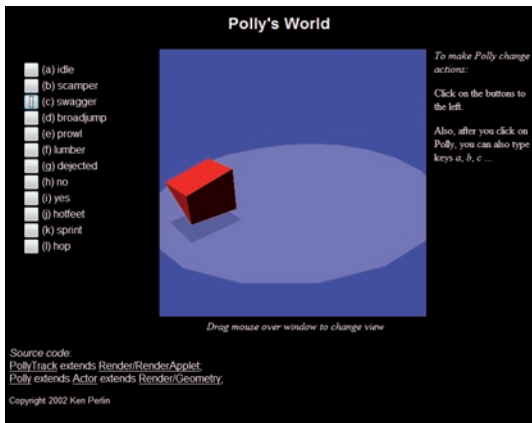 Polly's World
(a) idle
(b) scamper
(c) swagger
(d) broadjump
(e) prowl
(f) lumber
(g) dejected
(h) no
(i) yes
(j) hotfeet
(k) sprint
(l) hop
To make Polly change
actions:
Click on the buttons to
the left.
Also, after you click on
Polly, you can also type
keys a, b, c ...
Drag mouse over window to change view
Source code:
PollyTrack extends Render/RenderApplet;
Polly extends Actor extends Render/Geometry;
Copyright 2002 Ken Perlin